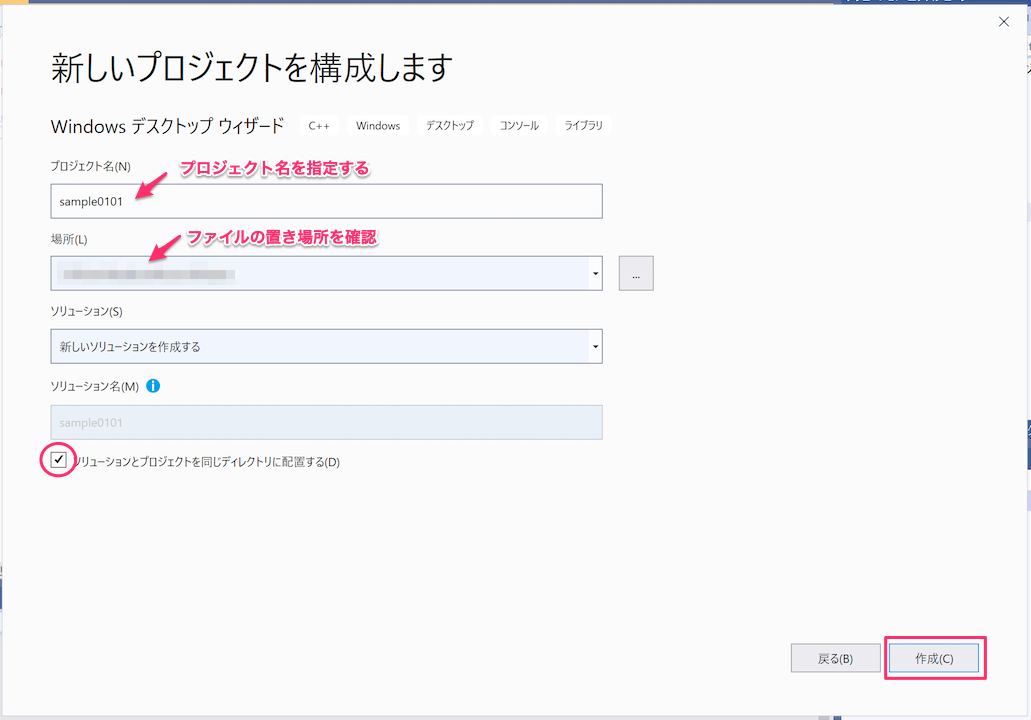 新しいプロジェクトを構成します
Windows デスクトップ ウィザード C++ Windows デスクトップ コンソール ライブラリ
プロジェクト名(N)
プロジェクト名を指定する
sample0101
場所(L)
ファイルの置き場所を確認
...
ソリューション(S)
新しいソリューションを作成する
ソリューション名(M)
sample0101
ソリューションとプロジェクトを同じディレクトリに配置する(D)
戻る(B) 作成(C)